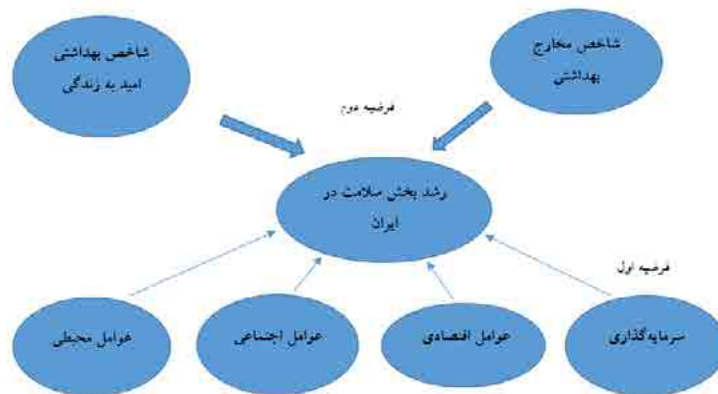 شاخص مخارج
بهداشتی
شاخص بهداشتی
امید به زندگی
فرضیه دوم
رشد بخش سلامت در
ایران
فرضیه اول
سرمایه‌گذاری
عوامل اقتصادی
عوامل اجتماعی
عوامل محیطی